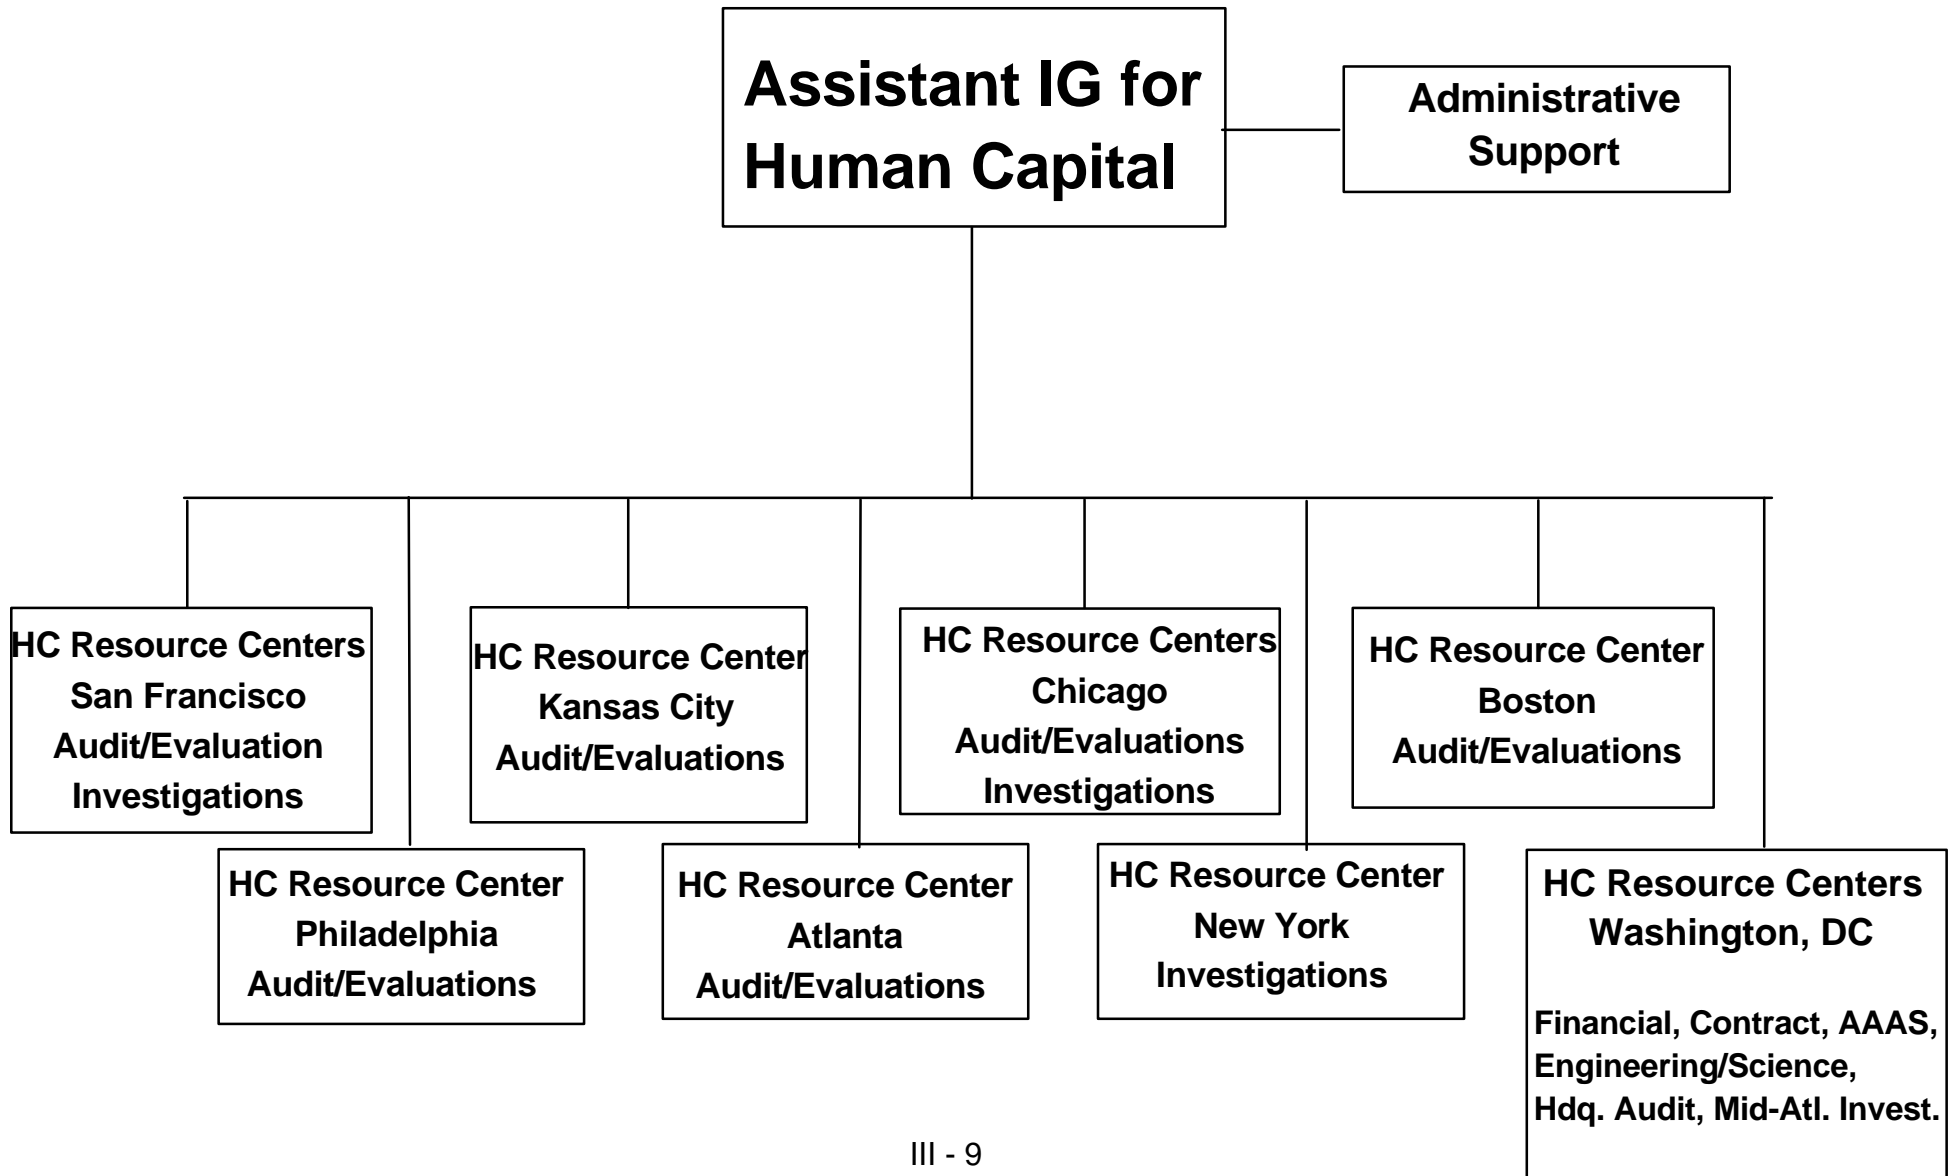 Assistant IG for
Human Capital
Administrative
Support
HC Resource Centers
San Francisco
Audit/Evaluation
Investigations
HC Resource Center
Kansas City
Audit/Evaluations
HC Resource Centers
Chicago
Audit/Evaluations
Investigations
HC Resource Center
Boston
Audit/Evaluations
HC Resource Center
Philadelphia
Audit/Evaluations
HC Resource Center
Atlanta
Audit/Evaluations
HC Resource Center
New York
Investigations
HC Resource Centers
Washington, DC
Financial, Contract, AAAS,
Engineering/Science,
Hdq. Audit, Mid-Atl. Invest.
III - 9